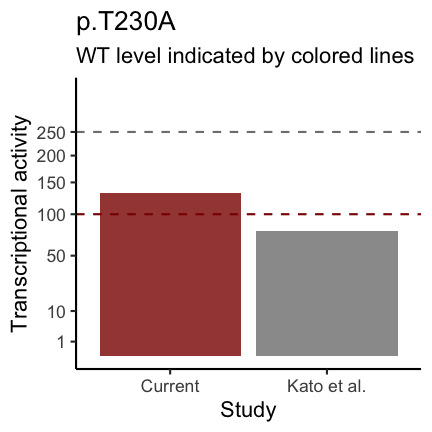 p.T230A
WT level indicated by colored lines
Transcriptional activity
250
200
150
100
50
10
1
Current
Kato et al.
Study